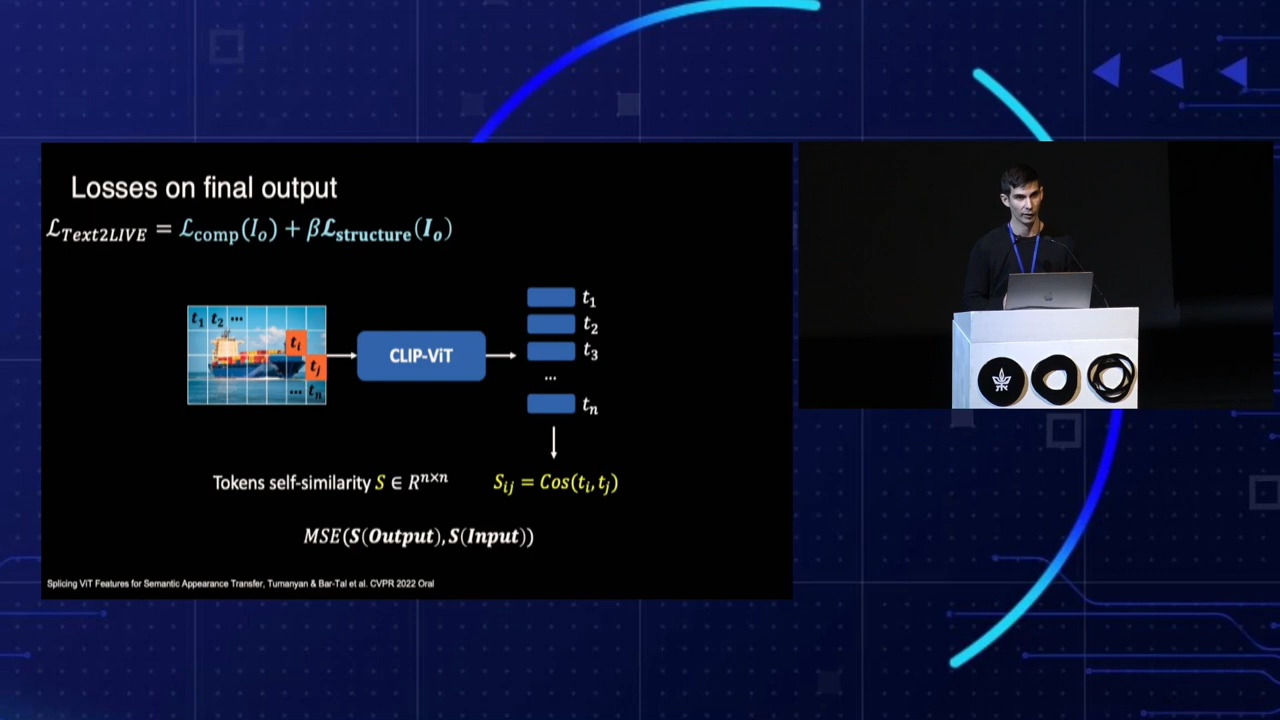 Losses on final output
ℒ_Text2LIVE = ℒ_comp(I_o) + βℒ_structure(I_o)
t_1 t_2 ...
t_i
t_j
... t_n
CLIP-ViT
t_1
t_2
t_3
...
t_n
Tokens self-similarity S ∈ R^{n×n} S_ij = Cos(t_i, t_j)
MSE(S(Output), S(Input))
Splicing ViT Features for Semantic Appearance Transfer, Tumanyan & Bar-Tal et al. CVPR 2022 Oral